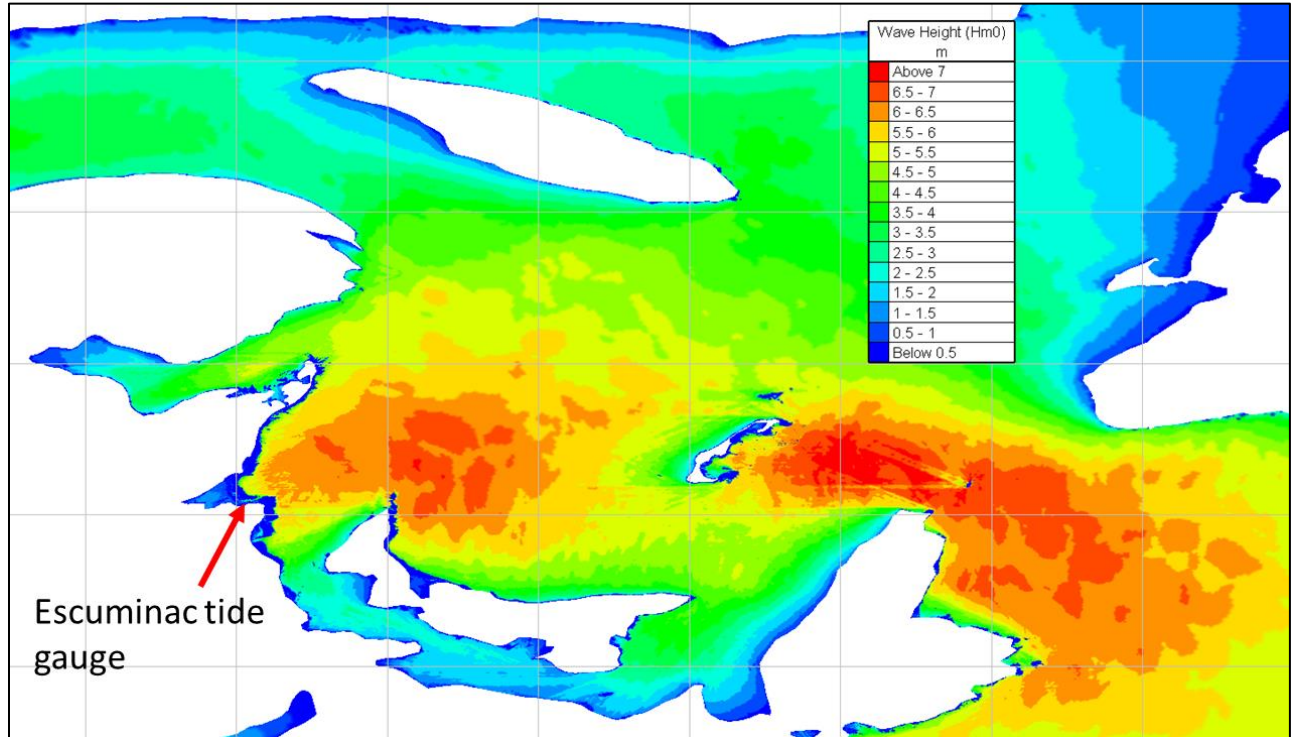 Wave Height (Hm0)
m
Above 7
6.5 - 7
6 - 6.5
5.5 - 6
5 - 5.5
4.5 - 5
4 - 4.5
3.5 - 4
3 - 3.5
2.5 - 3
2 - 2.5
1.5 - 2
1 - 1.5
0.5 - 1
Below 0.5
Escuminac tide
gauge